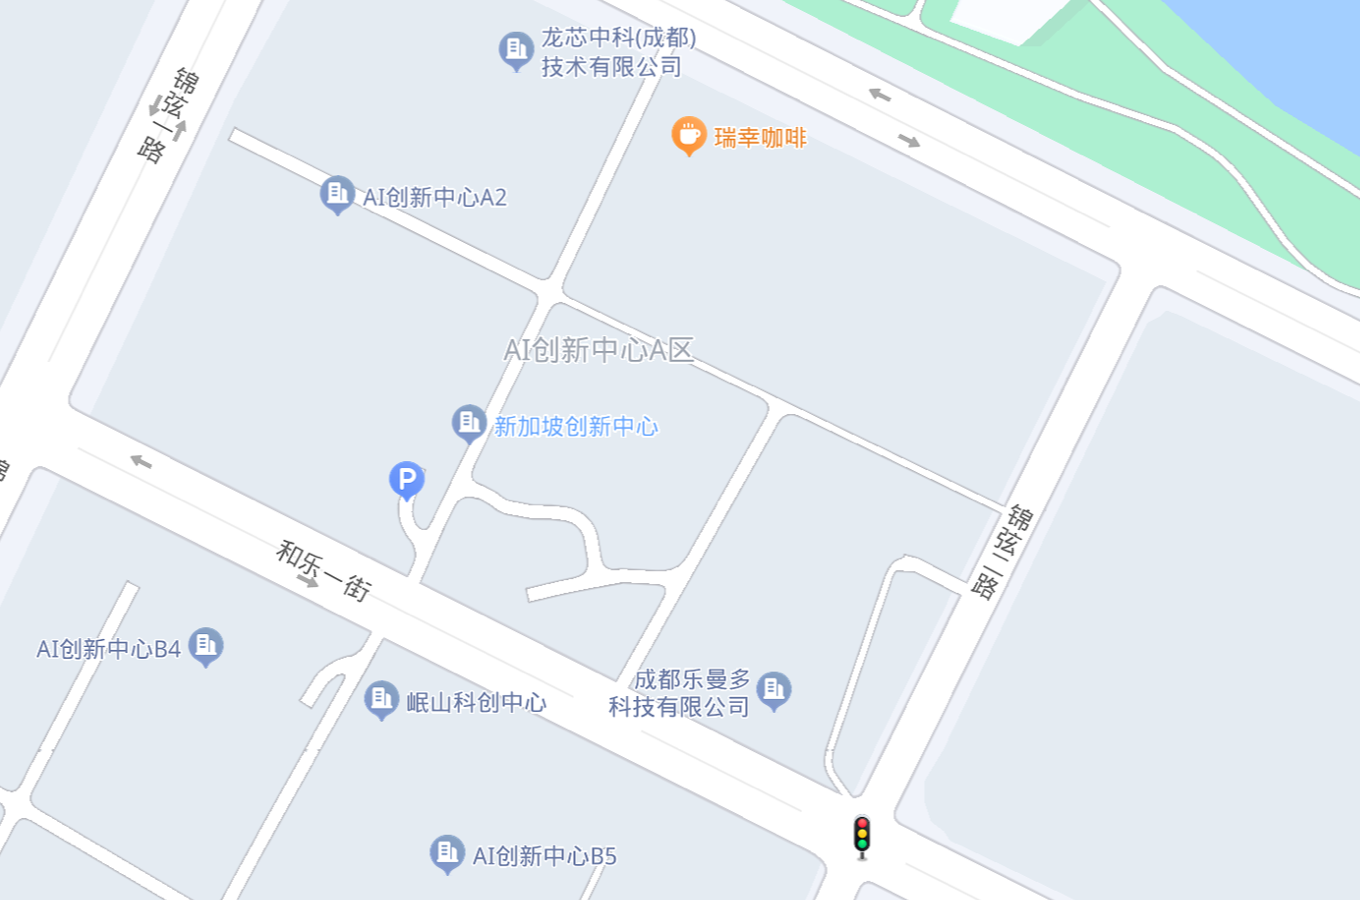 龙芯中科(成都)
技术有限公司
锦弦一路
瑞幸咖啡
AI创新中心A2
AI创新中心A区
新加坡创新中心
P
锦弦二路
和乐一街
AI创新中心B4
成都乐曼多
科技有限公司
岷山科创中心
AI创新中心B5